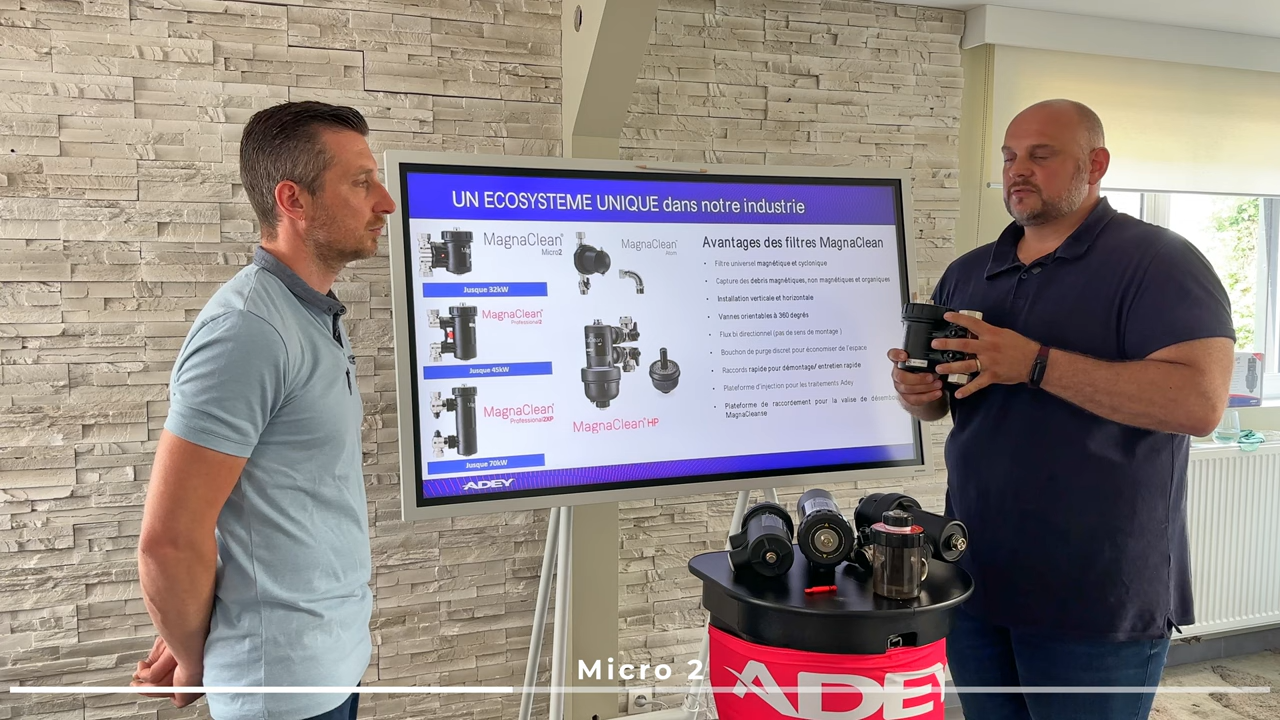 UN ECOSYSTEME UNIQUE dans notre industrie
MagnaClean
Micro2
Jusque 32kW
MagnaClean
Professional2
Jusque 45kW
MagnaClean
Professional2XP
Jusque 70kW
MagnaClean
Atom
MagnaClean HP
Avantages des filtres MagnaClean
• Filtre universel magnétique et cyclonique
• Capture des debris magnétiques, non magnétiques et organiques
• Installation verticale et horizontale
• Vannes orientables à 360 degrés
• Flux bi directionnel (pas de sens de montage )
• Bouchon de purge discret pour économiser de l'espace
• Raccords rapide pour démontage/ entretien rapide
• Plateforme d'injection pour les traitements Adey
• Plateforme de raccordement pour la valise de
MagnaCleanse
ADEY
ADEY
Micro 2